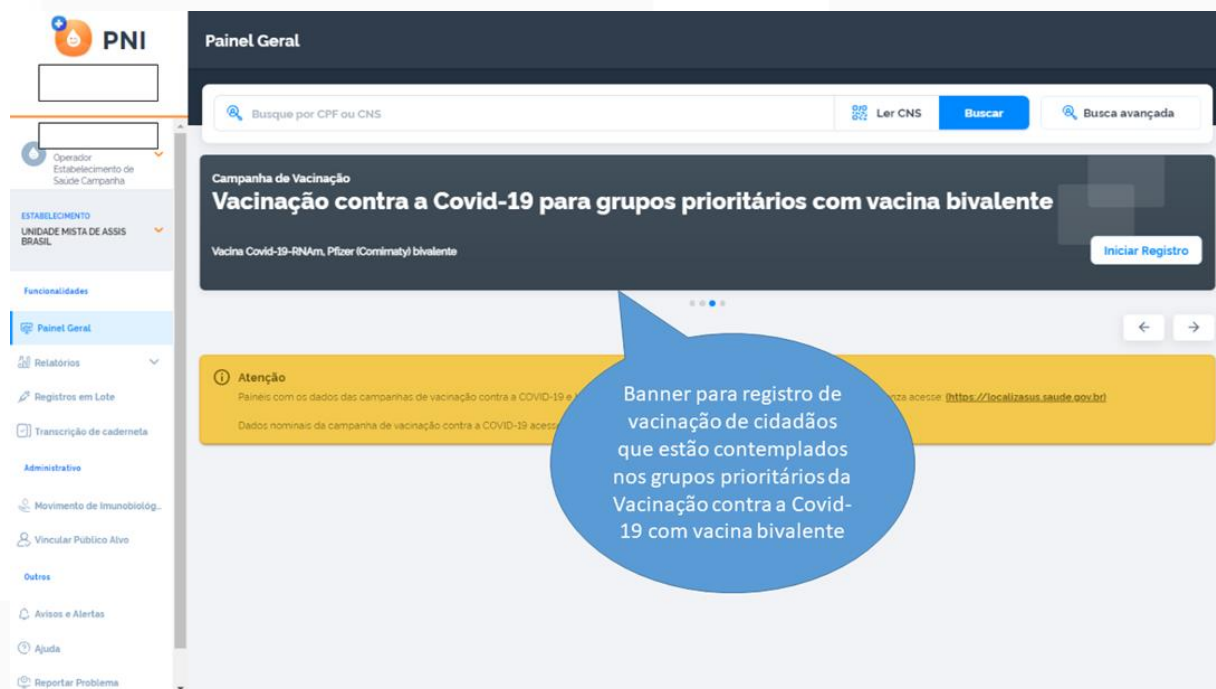 PNI
Painel Geral
Busque por CPF ou CNS
Ler CNS
Buscar
Busca avançada
Operador
Estabelecimento de
Saúde Campanha
ESTABELECIMENTO
UNIDADE MISTA DE ASSIS
BRASIL
Funcionalidades
Painel Geral
Relatórios
Registros em Lote
Transcrição de caderneta
Administrativo
Movimento de Imunobiológ...
Vincular Público Alvo
Outros
Avisos e Alertas
Ajuda
Reportar Problema
Campanha de Vacinação
Vacinação contra a Covid-19 para grupos prioritários com vacina bivalente
Vacina Covid-19-RNAm, Pfizer (Comirnaty) bivalente
Iniciar Registro
Atenção
Painéis com os dados das campanhas de vacinação contra a COVID-19 e acesse (https://localizasus.saude.gov.br)
Dados nominais da campanha de vacinação contra a COVID-19
Banner para registro de
vacinação de cidadãos
que estão contemplados
nos grupos prioritários da
Vacinação contra a Covid-
19 com vacina bivalente